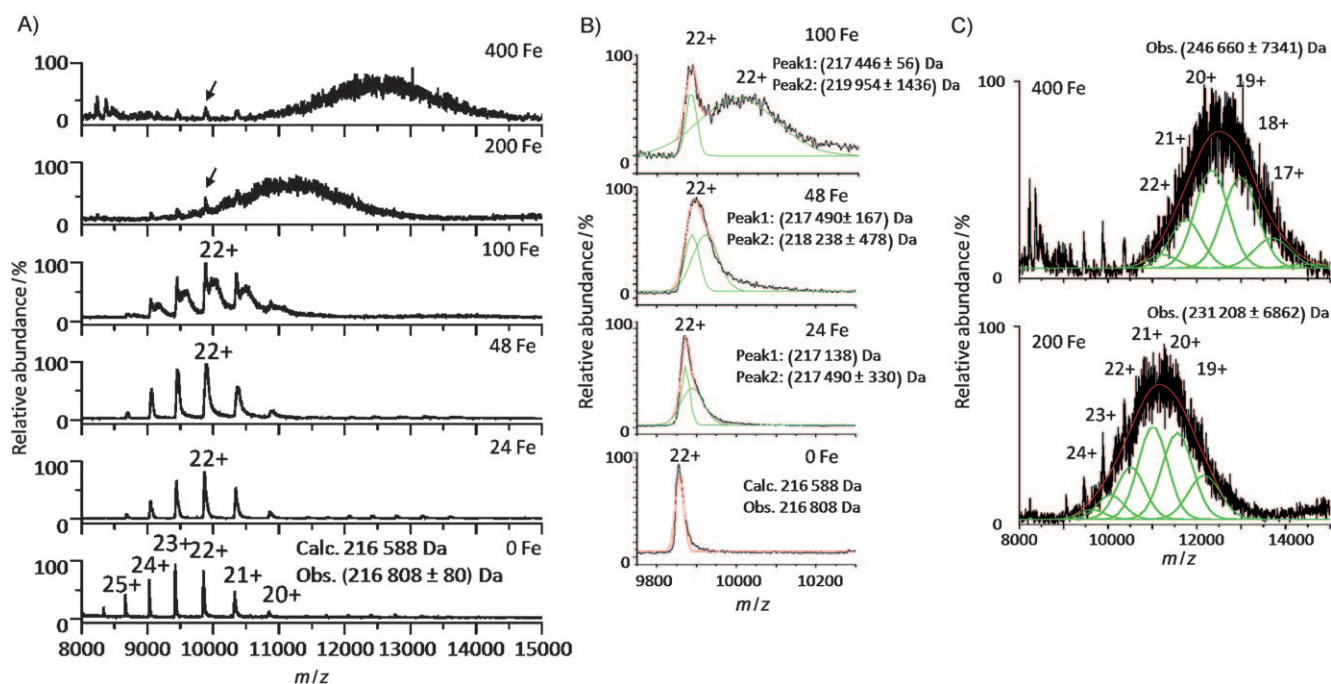 A)
400 Fe
100
0
200 Fe
100
0
100 Fe
22+
100
0
48 Fe
22+
100
0
24 Fe
22+
100
0
0 Fe
Calc. 216 588 Da
Obs. (216 808 ± 80) Da
25+ 24+ 23+ 22+ 21+ 20+
100
0
8000 9000 10000 11000 12000 13000 14000 15000
m/z
Relative abundance/%
B)
100 Fe
22+
22+
Peak1: (217 446 ± 56) Da
Peak2: (219 954 ± 1436) Da
100
0
48 Fe
22+
Peak1: (217 490± 167) Da
Peak2: (218 238 ± 478) Da
100
0
24 Fe
22+
Peak1: (217 138) Da
Peak2: (217 490 ± 330) Da
100
0
0 Fe
22+
Calc. 216 588 Da
Obs. 216 808 Da
100
0
9800 10000 10200
m/z
Relative abundance/%
C)
Obs. (246 660 ± 7341) Da
400 Fe
22+ 21+ 20+ 19+ 18+ 17+
100
0
Obs. (231 208 ± 6862) Da
200 Fe
24+ 23+ 22+ 21+ 20+ 19+
100
0
8000 10000 12000 14000
m/z
Relative abundance/%